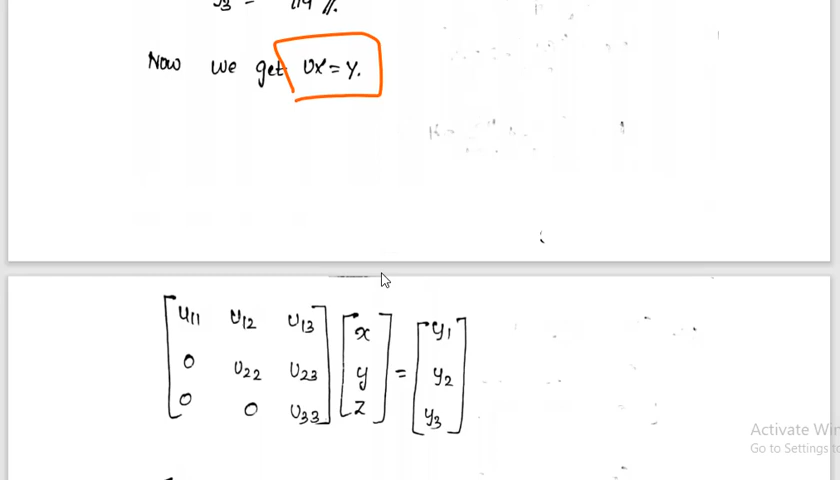 Now we get UX = Y.
u11 u12 u13 x y1
0 u22 u23 y = y2
0 0 u33 z y3
Activate Win
Go to Settings to